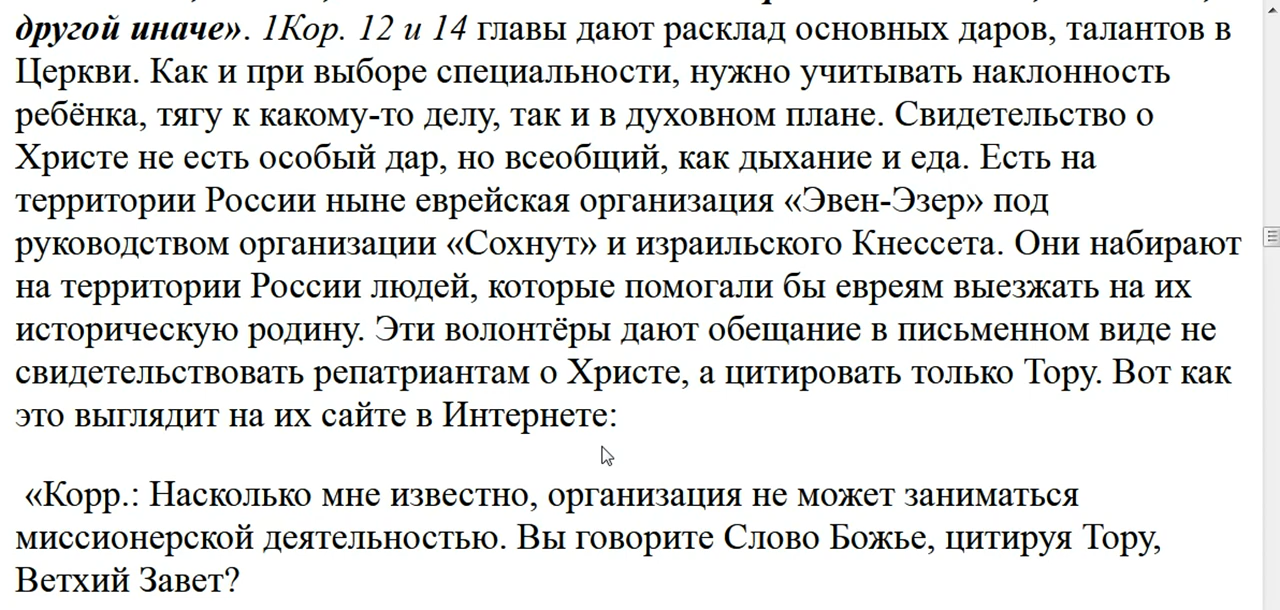 другой иначе». 1Кор. 12 и 14 главы дают расклад основных даров, талантов в
Церкви. Как и при выборе специальности, нужно учитывать наклонность
ребёнка, тягу к какому-то делу, так и в духовном плане. Свидетельство о
Христе не есть особый дар, но всеобщий, как дыхание и еда. Есть на
территории России ныне еврейская организация «Эвен-Эзер» под
руководством организации «Сохнут» и израильского Кнессета. Они набирают
на территории России людей, которые помогали бы евреям выезжать на их
историческую родину. Эти волонтёры дают обещание в письменном виде не
свидетельствовать репатриантам о Христе, а цитировать только Тору. Вот как
это выглядит на их сайте в Интернете:
«Корр.: Насколько мне известно, организация не может заниматься
миссионерской деятельностью. Вы говорите Слово Божье, цитируя Тору,
Ветхий Завет?